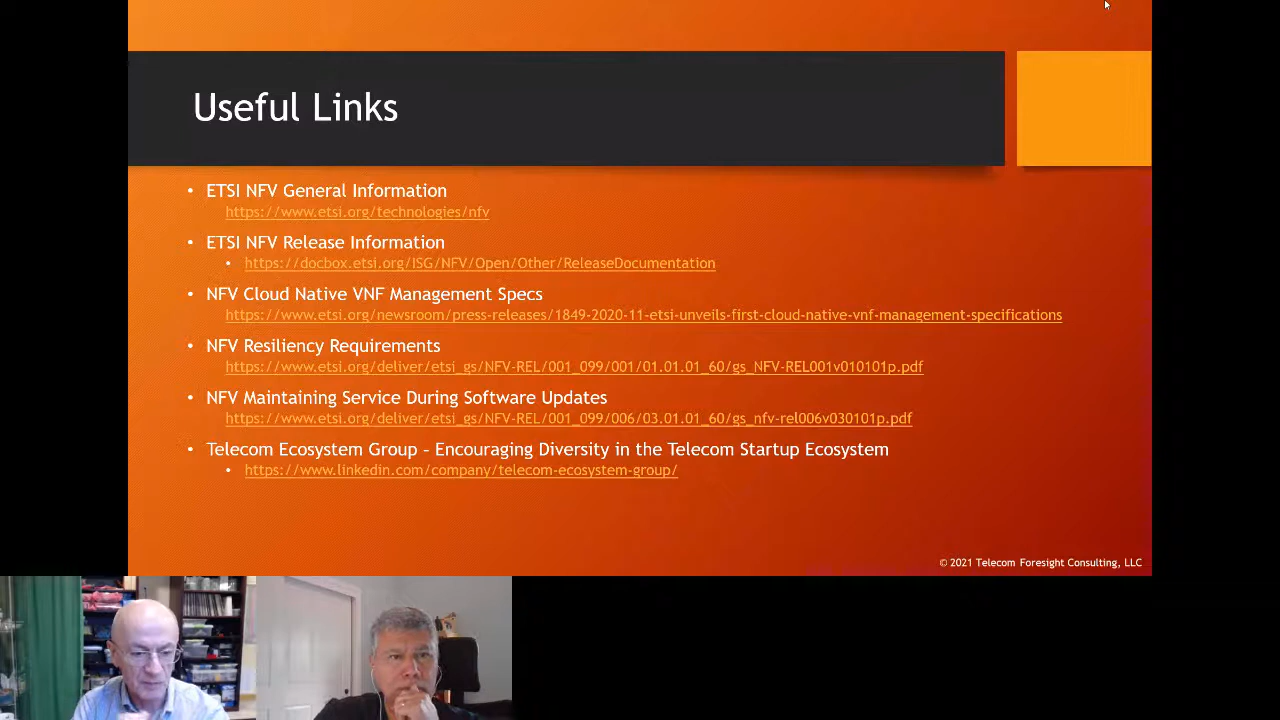 Useful Links
• ETSI NFV General Information
https://www.etsi.org/technologies/nfv
• ETSI NFV Release Information
• https://docbox.etsi.org/ISG/NFV/Open/Other/ReleaseDocumentation
• NFV Cloud Native VNF Management Specs
https://www.etsi.org/newsroom/press-releases/1849-2020-11-etsi-unveils-first-cloud-native-vnf-management-specifications
• NFV Resiliency Requirements
https://www.etsi.org/deliver/etsi_gs/NFV-REL/001_099/001/01.01.01_60/gs_NFV-REL001v010101p.pdf
• NFV Maintaining Service During Software Updates
https://www.etsi.org/deliver/etsi_gs/NFV-REL/001_099/006/03.01.01_60/gs_nfv-rel006v030101p.pdf
• Telecom Ecosystem Group – Encouraging Diversity in the Telecom Startup Ecosystem
• https://www.linkedin.com/company/telecom-ecosystem-group/
© 2021 Telecom Foresight Consulting, LLC